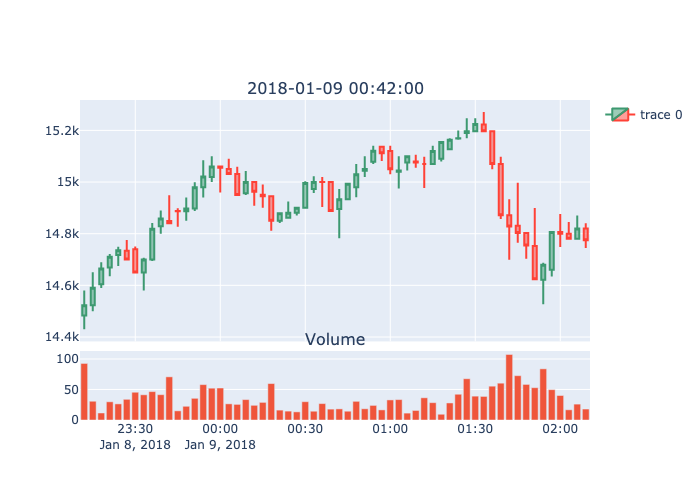 2018-01-09 00:42:00
trace 0
15.2k
15k
14.8k
14.6k
14.4k
Volume
100
50
0
23:30 00:00 00:30 01:00 01:30 02:00
Jan 8, 2018 Jan 9, 2018